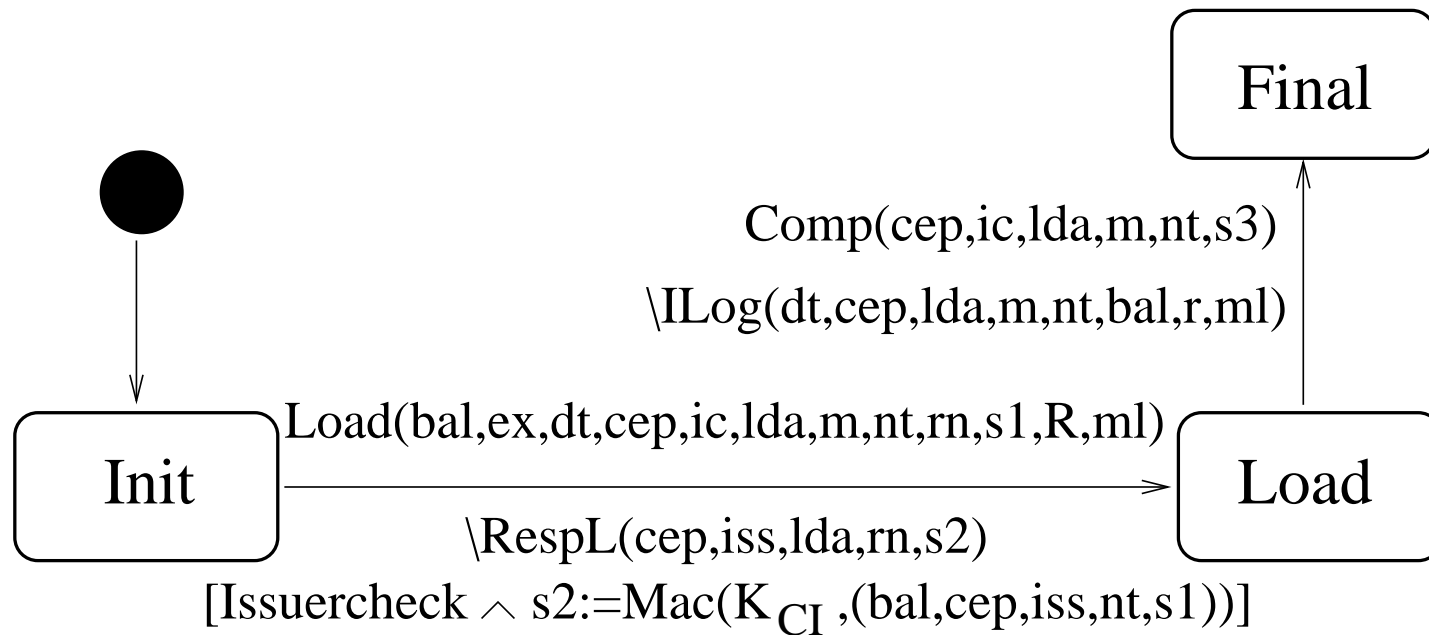 Final
Comp(cep,ic,lda,m,nt,s3)
\ILog(dt,cep,lda,m,nt,bal,r,ml)
Load(bal,ex,dt,cep,ic,lda,m,nt,rn,s1,R,ml)
Init
Load
\RespL(cep,iss,lda,rn,s2)
[Issuercheck ∧ s2:=Mac(K_CI ,(bal,cep,iss,nt,s1))]